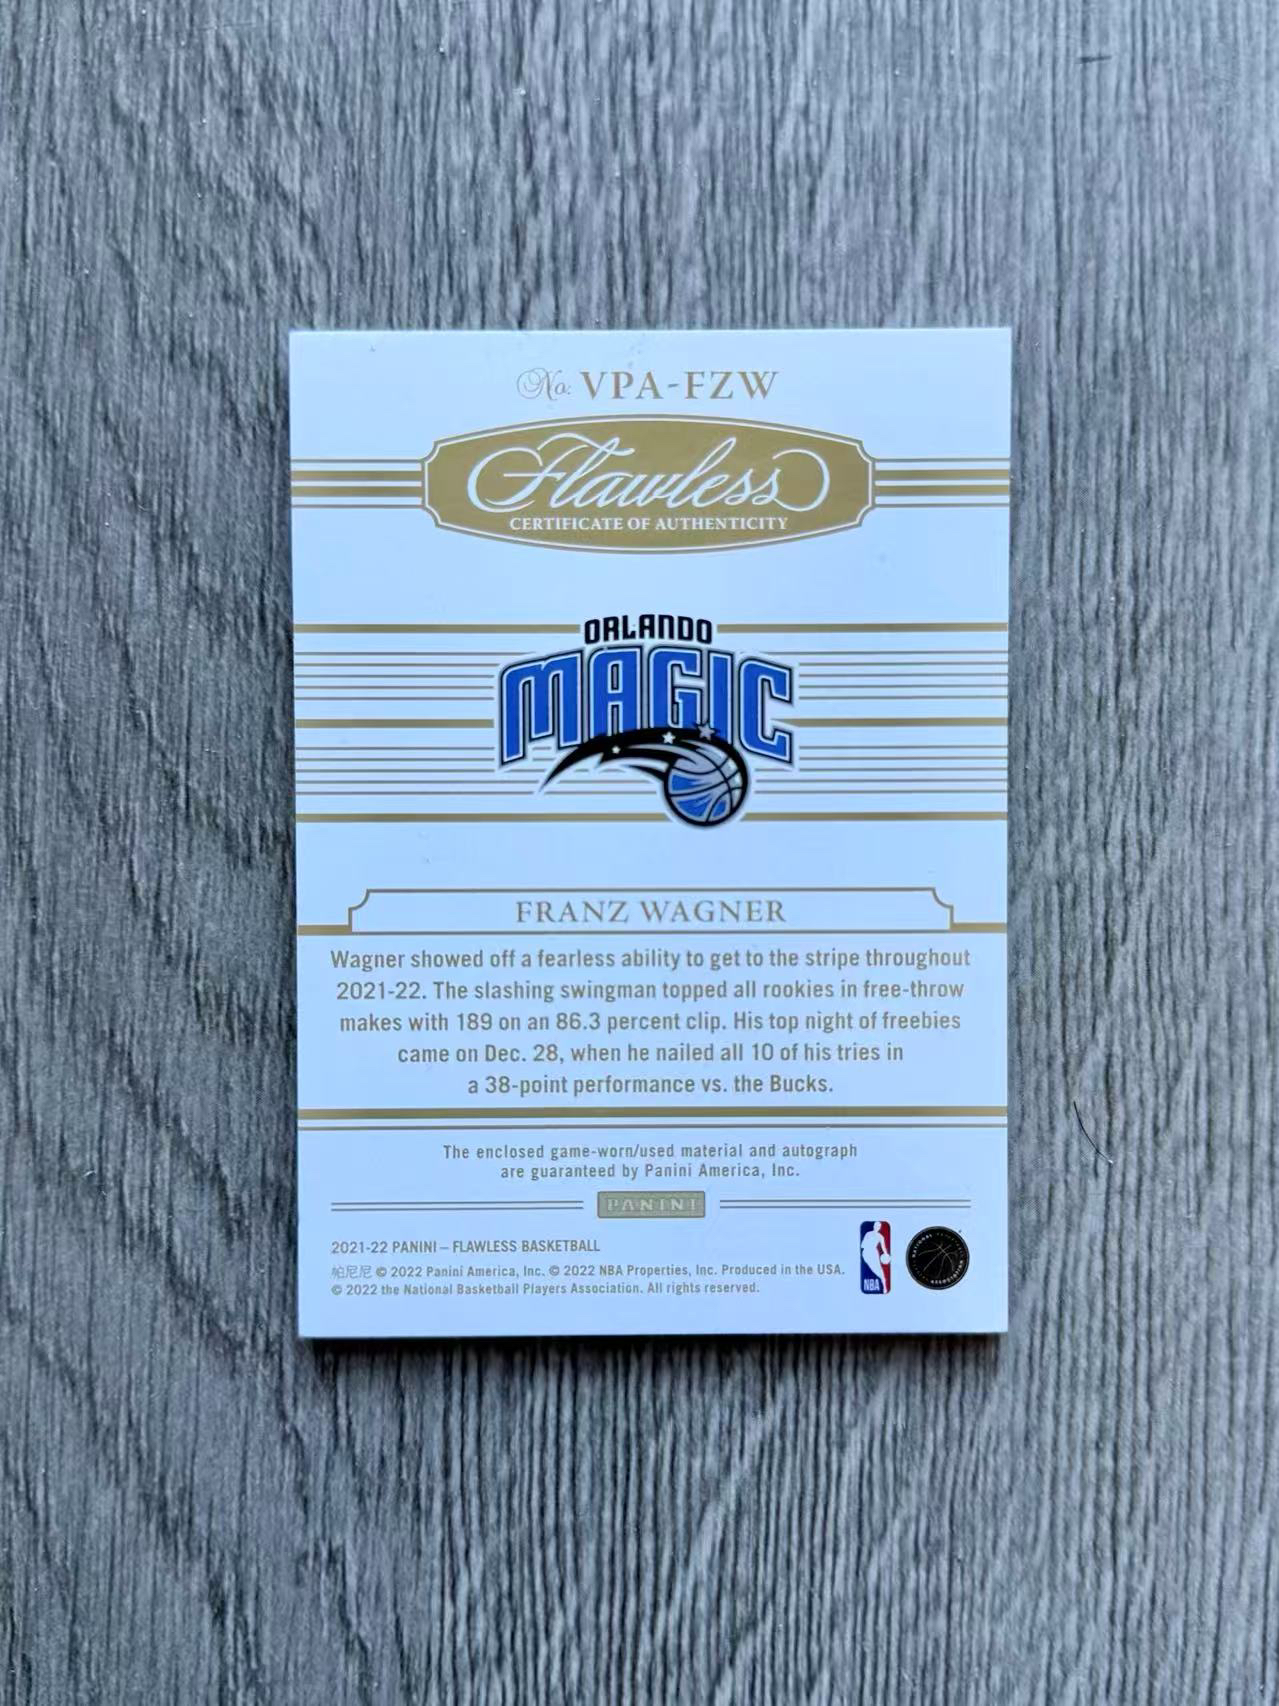 No. VPA-FZW
Flawless
CERTIFICATE OF AUTHENTICITY
ORLANDO
MAGIC
FRANZ WAGNER
Wagner showed off a fearless ability to get to the stripe throughout
2021-22. The slashing swingman topped all rookies in free-throw
makes with 189 on an 86.3 percent clip. His top night of freebies
came on Dec. 28, when he nailed all 10 of his tries in
a 38-point performance vs. the Bucks.
The enclosed game-worn/used material and autograph
are guaranteed by Panini America, Inc.
PANINI
2021-22 PANINI – FLAWLESS BASKETBALL
帕尼尼 © 2022 Panini America, Inc. © 2022 NBA Properties, Inc. Produced in the USA.
© 2022 the National Basketball Players Association. All rights reserved.
NBA
NATIONAL BASKETBALL PLAYERS ASSOCIATION